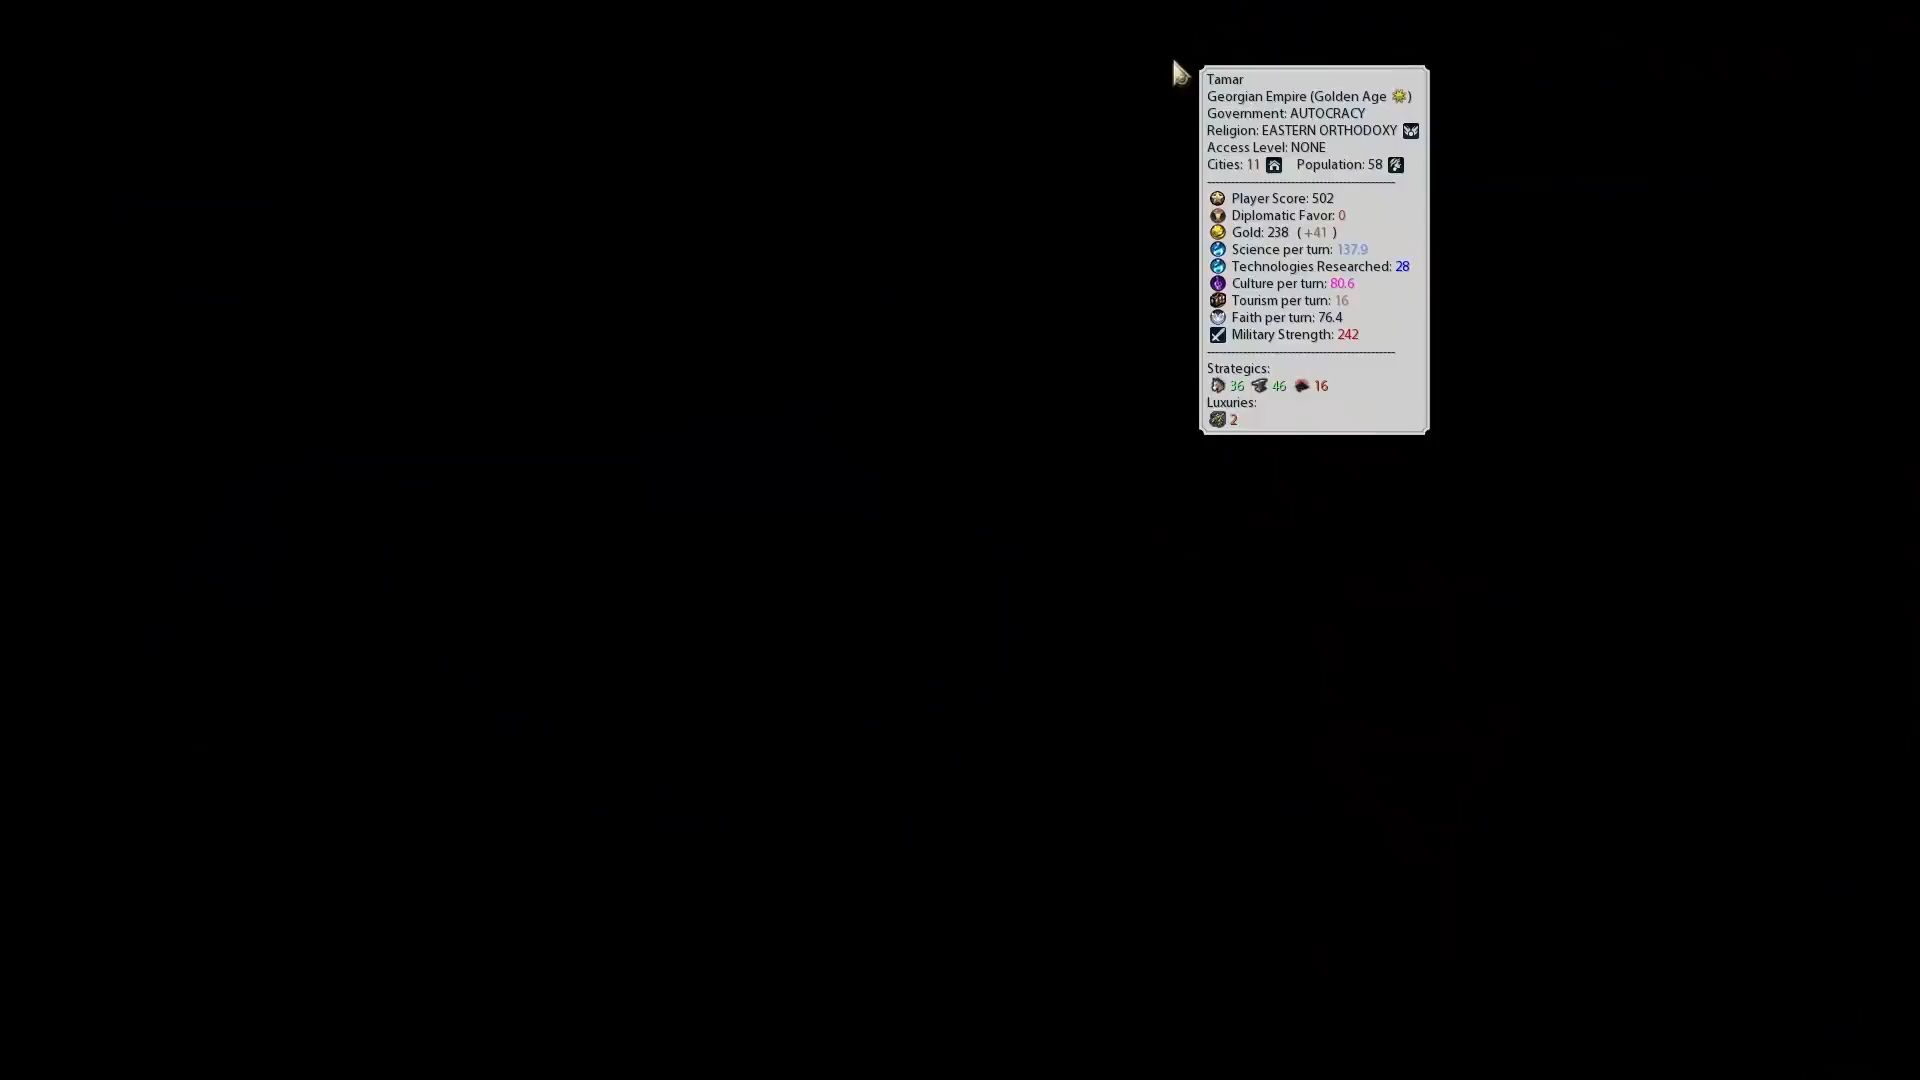 Tamar
Georgian Empire (Golden Age )
Government: AUTOCRACY
Religion: EASTERN ORTHODOXY
Access Level: NONE
Cities: 11 Population: 58
Player Score: 502
Diplomatic Favor: 0
Gold: 238 ( +41 )
Science per turn: 137.9
Technologies Researched: 28
Culture per turn: 80.6
Tourism per turn: 16
Faith per turn: 76.4
Military Strength: 242
Strategics:
36 46 16
Luxuries:
2